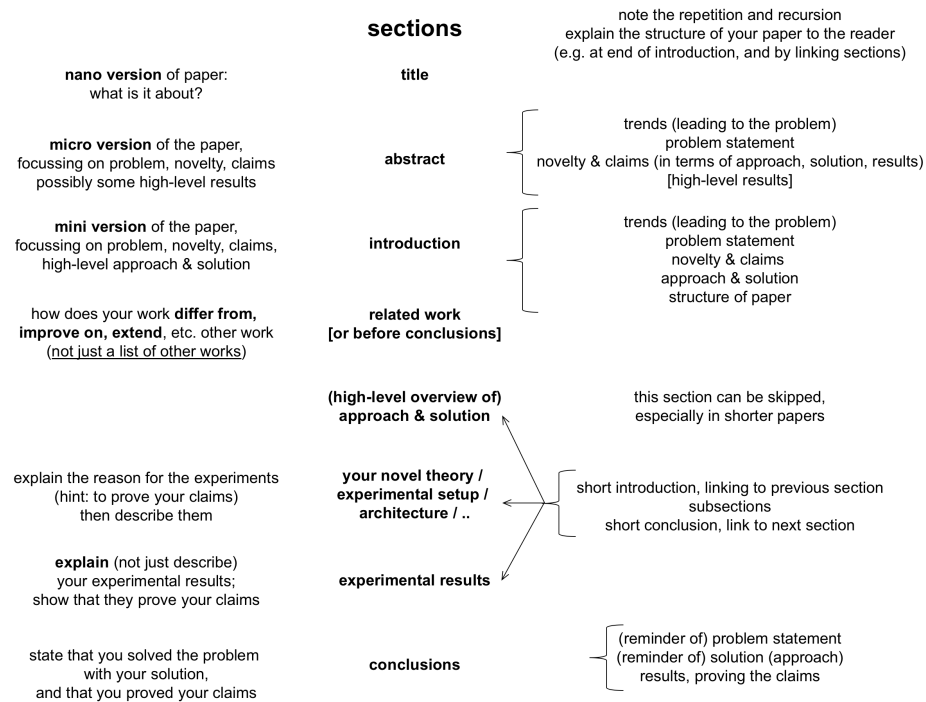 sections
note the repetition and recursion
explain the structure of your paper to the reader
(e.g. at end of introduction, and by linking sections)
nano version of paper:
what is it about?
title
micro version of the paper,
focussing on problem, novelty, claims
possibly some high-level results
abstract
trends (leading to the problem)
problem statement
novelty & claims (in terms of approach, solution, results)
[high-level results]
mini version of the paper,
focussing on problem, novelty, claims,
high-level approach & solution
introduction
trends (leading to the problem)
problem statement
novelty & claims
approach & solution
structure of paper
how does your work differ from,
improve on, extend, etc. other work
(not just a list of other works)
related work
[or before conclusions]
(high-level overview of)
approach & solution
this section can be skipped,
especially in shorter papers
explain the reason for the experiments
(hint: to prove your claims)
then describe them
your novel theory /
experimental setup /
architecture / ..
short introduction, linking to previous section
subsections
short conclusion, link to next section
explain (not just describe)
your experimental results;
show that they prove your claims
experimental results
state that you solved the problem
with your solution,
and that you proved your claims
conclusions
(reminder of) problem statement
(reminder of) solution (approach)
results, proving the claims